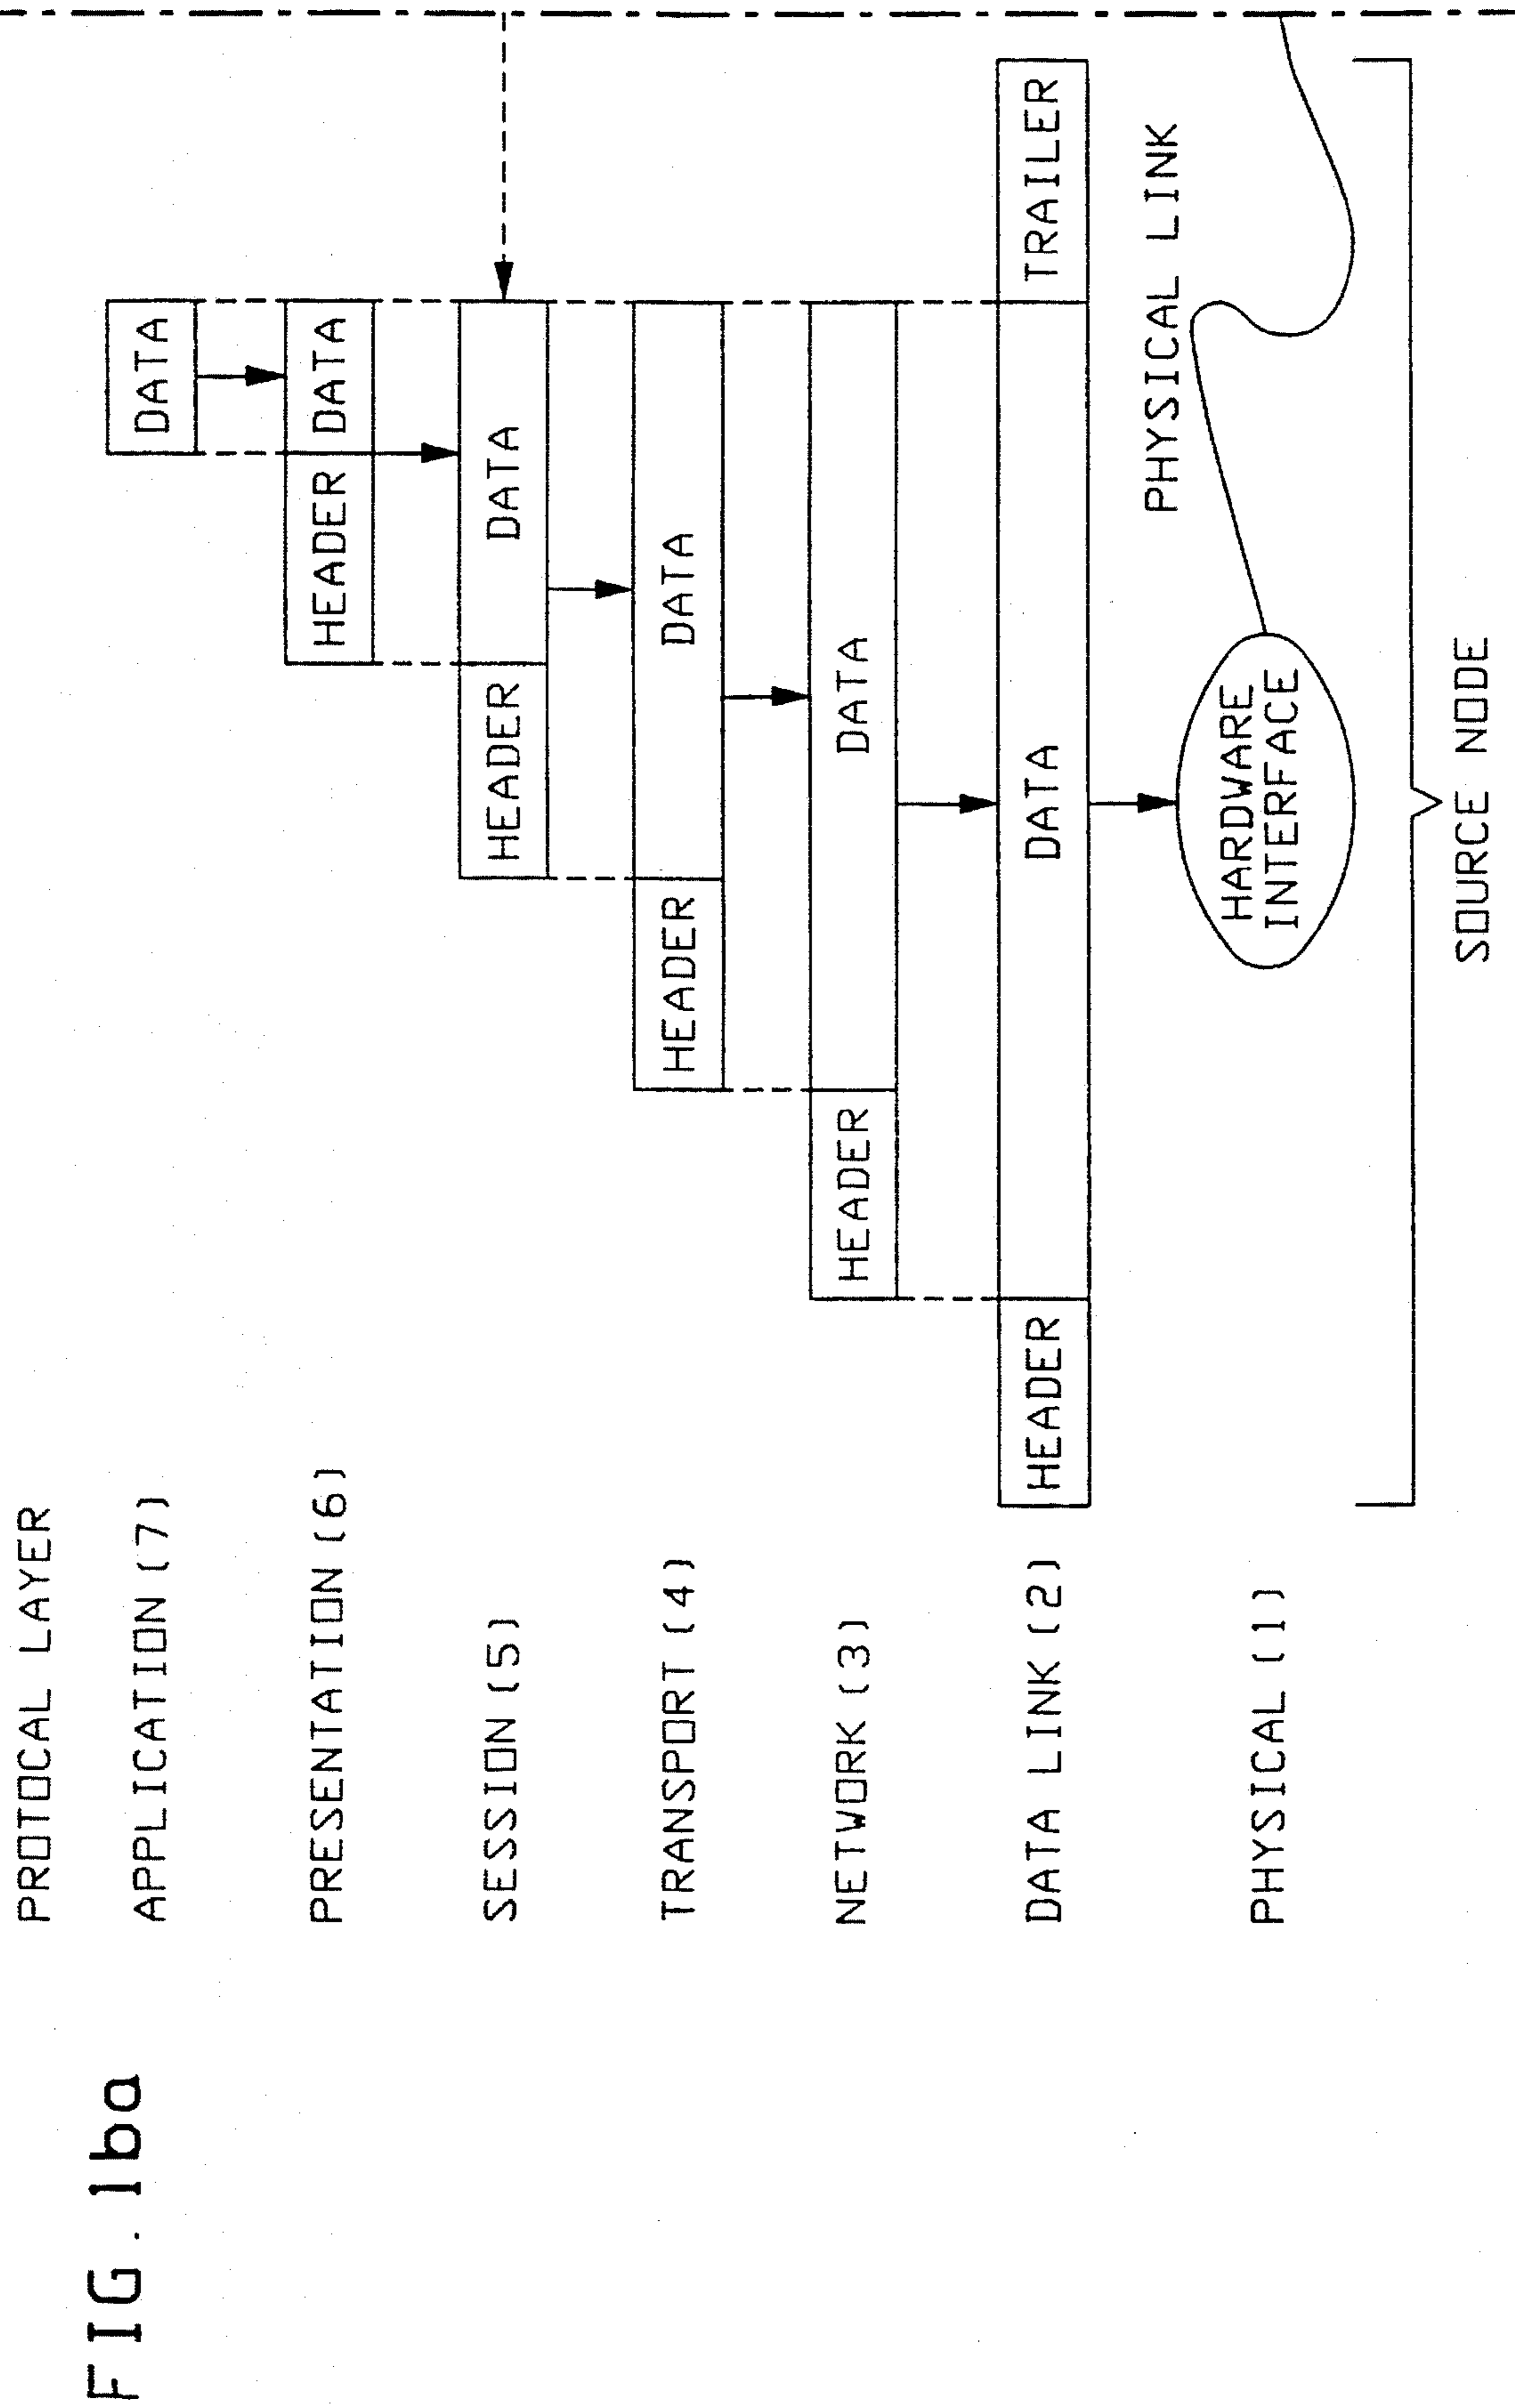 FIG. 1ba
PROTOCAL LAYER
APPLICATION (7)
DATA
PRESENTATION (6)
HEADER DATA
SESSION (5)
HEADER DATA
TRANSPORT (4)
HEADER DATA
NETWORK (3)
HEADER DATA
DATA LINK (2)
HEADER DATA TRAILER
PHYSICAL (1)
HARDWARE
INTERFACE
PHYSICAL LINK
SOURCE NODE